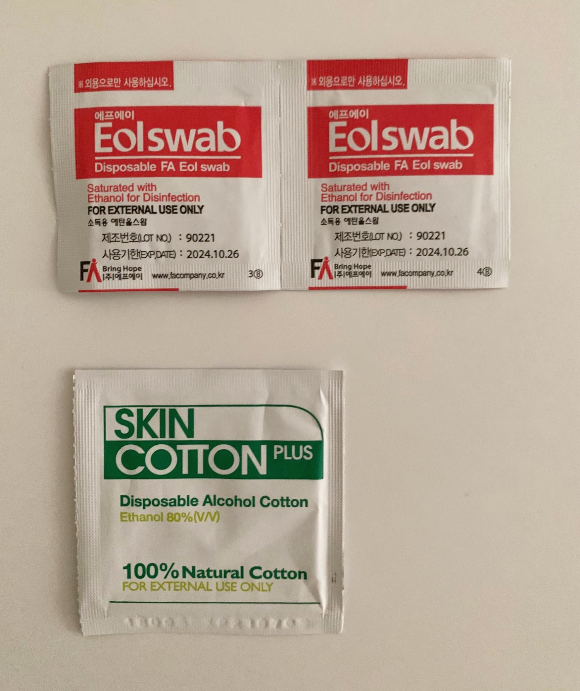 ※ 외용으로만 사용하십시오.
에프에이
Eolswab
Disposable FA Eol swab
Saturated with
Ethanol for Disinfection
FOR EXTERNAL USE ONLY
소독용 에탄올스왑
제조번호(LOT NO.) : 90221
사용기한(EXP.DATE) : 2024.10.26
FA Bring Hope
(주)에프에이 www.facompany.co.kr 3Ⓑ
※ 외용으로만 사용하십시오.
에프에이
Eolswab
Disposable FA Eol swab
Saturated with
Ethanol for Disinfection
FOR EXTERNAL USE ONLY
소독용 에탄올스왑
제조번호(LOT NO.) : 90221
사용기한(EXP.DATE) : 2024.10.26
FA Bring Hope
(주)에프에이 www.facompany.co.kr 4Ⓑ
SKIN
COTTON PLUS
Disposable Alcohol Cotton
Ethanol 80%(V/V)
100% Natural Cotton
FOR EXTERNAL USE ONLY